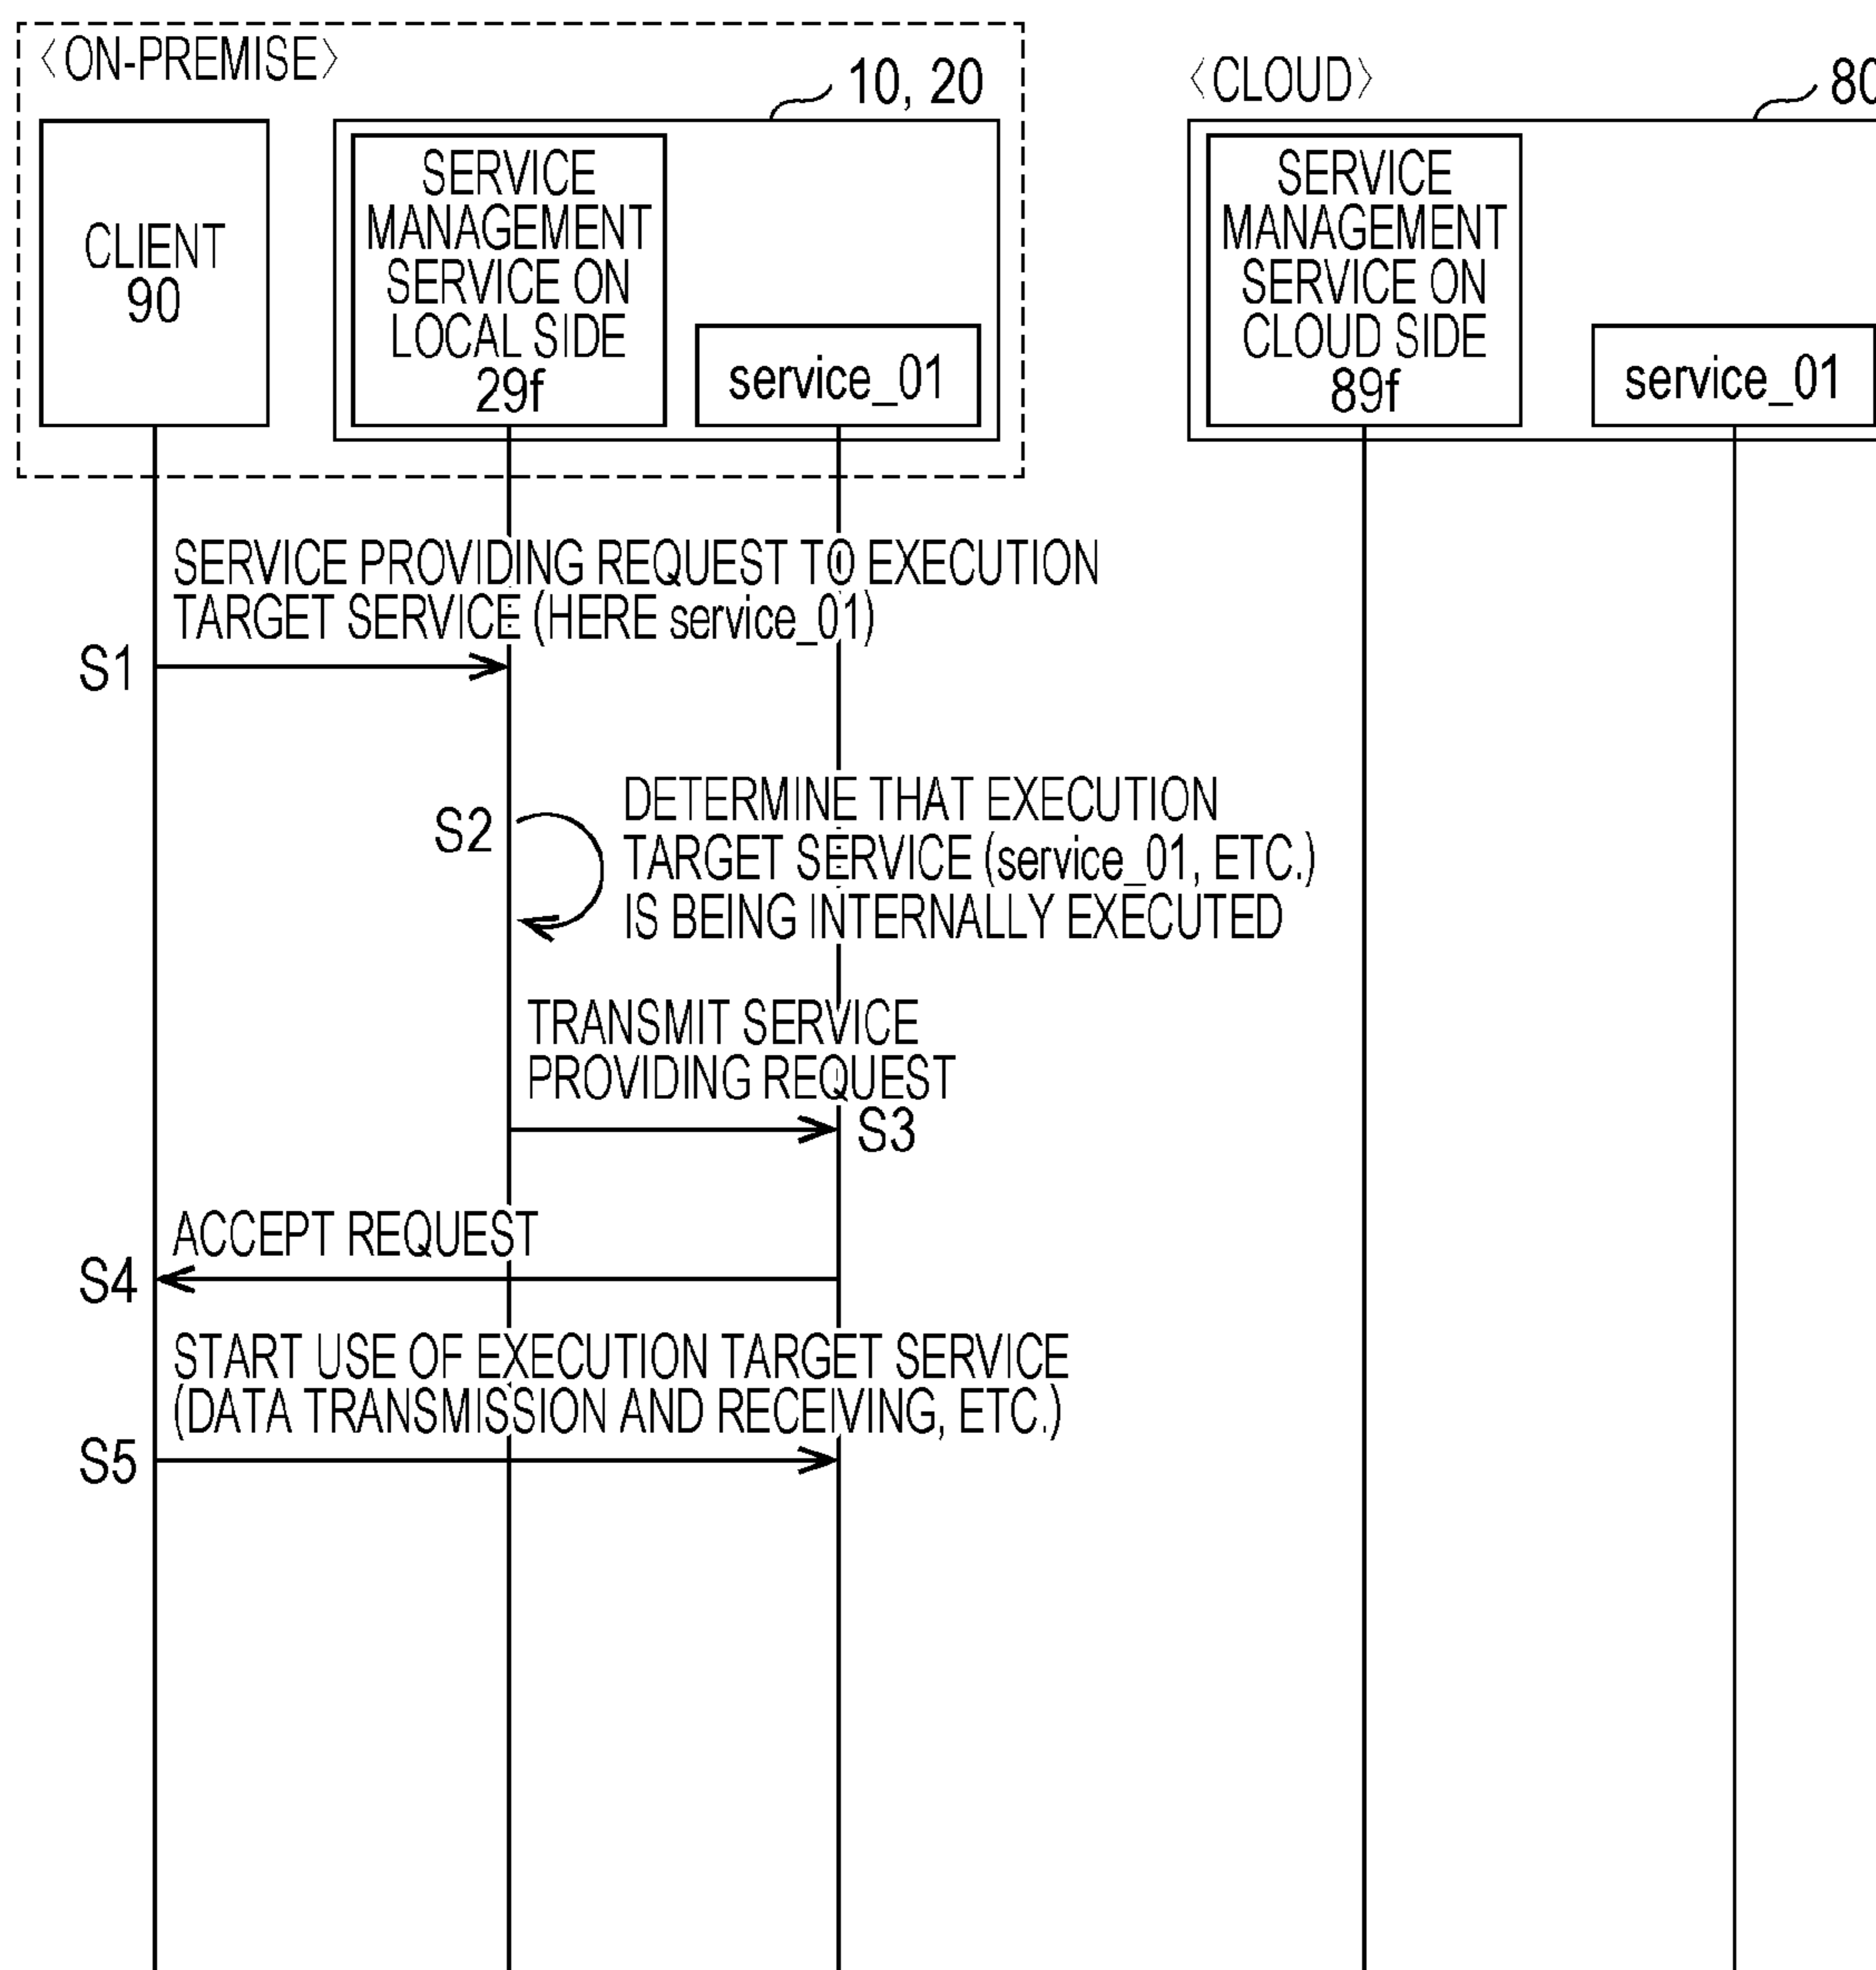 〈ON-PREMISE〉
10, 20
〈CLOUD〉
80
CLIENT
90
SERVICE
MANAGEMENT
SERVICE ON
LOCAL SIDE
29f
service_01
SERVICE
MANAGEMENT
SERVICE ON
CLOUD SIDE
89f
service_01
SERVICE PROVIDING REQUEST TO EXECUTION
TARGET SERVICE (HERE service_01)
S1
S2
DETERMINE THAT EXECUTION
TARGET SERVICE (service_01, ETC.)
IS BEING INTERNALLY EXECUTED
TRANSMIT SERVICE
PROVIDING REQUEST
S3
ACCEPT REQUEST
S4
START USE OF EXECUTION TARGET SERVICE
(DATA TRANSMISSION AND RECEIVING, ETC.)
S5